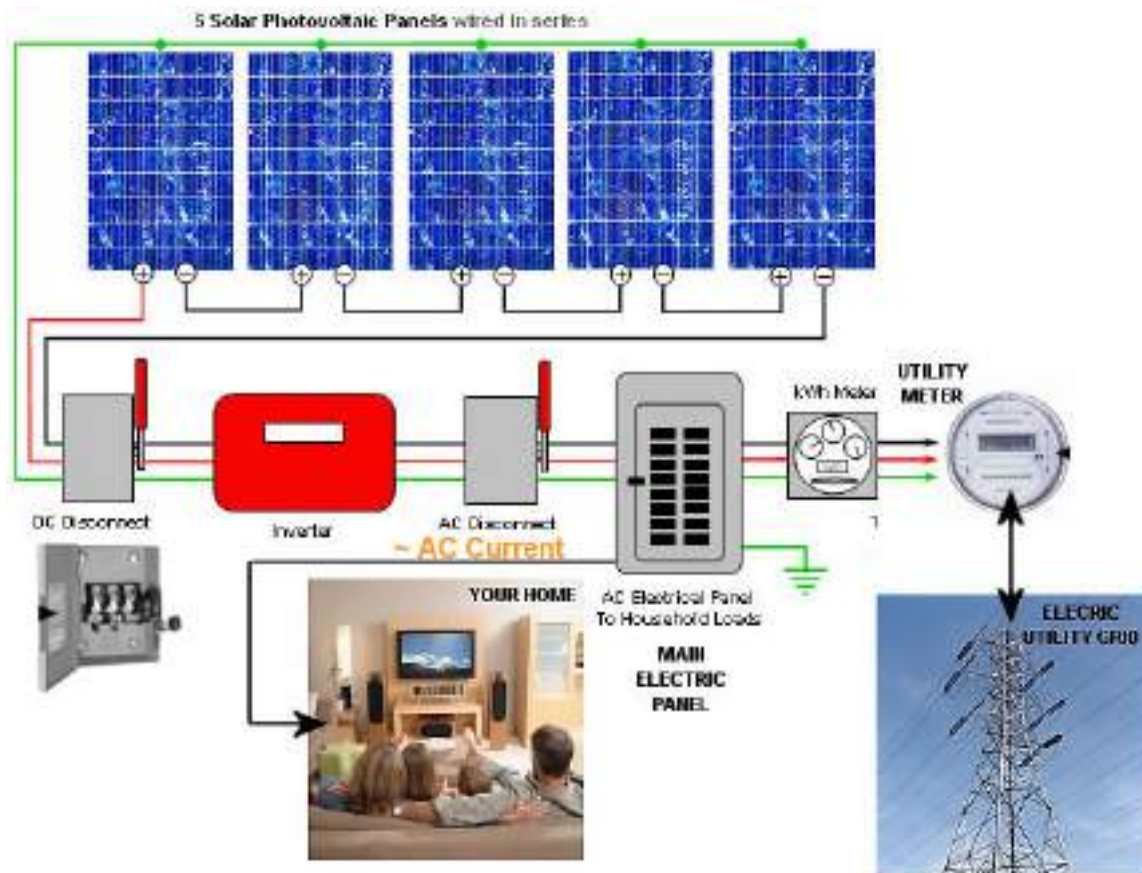 5 Solar Photovoltaic Panels wired in series
+ − + − + − + − + −
UTILITY
METER
kWh Meter
DC Disconnect
Inverter
AC Disconnect
~ AC Current
YOUR HOME
AC Electrical Panel
To Household Loads
MAIN
ELECTRIC
PANEL
ELECRIC
UTILITY GRID